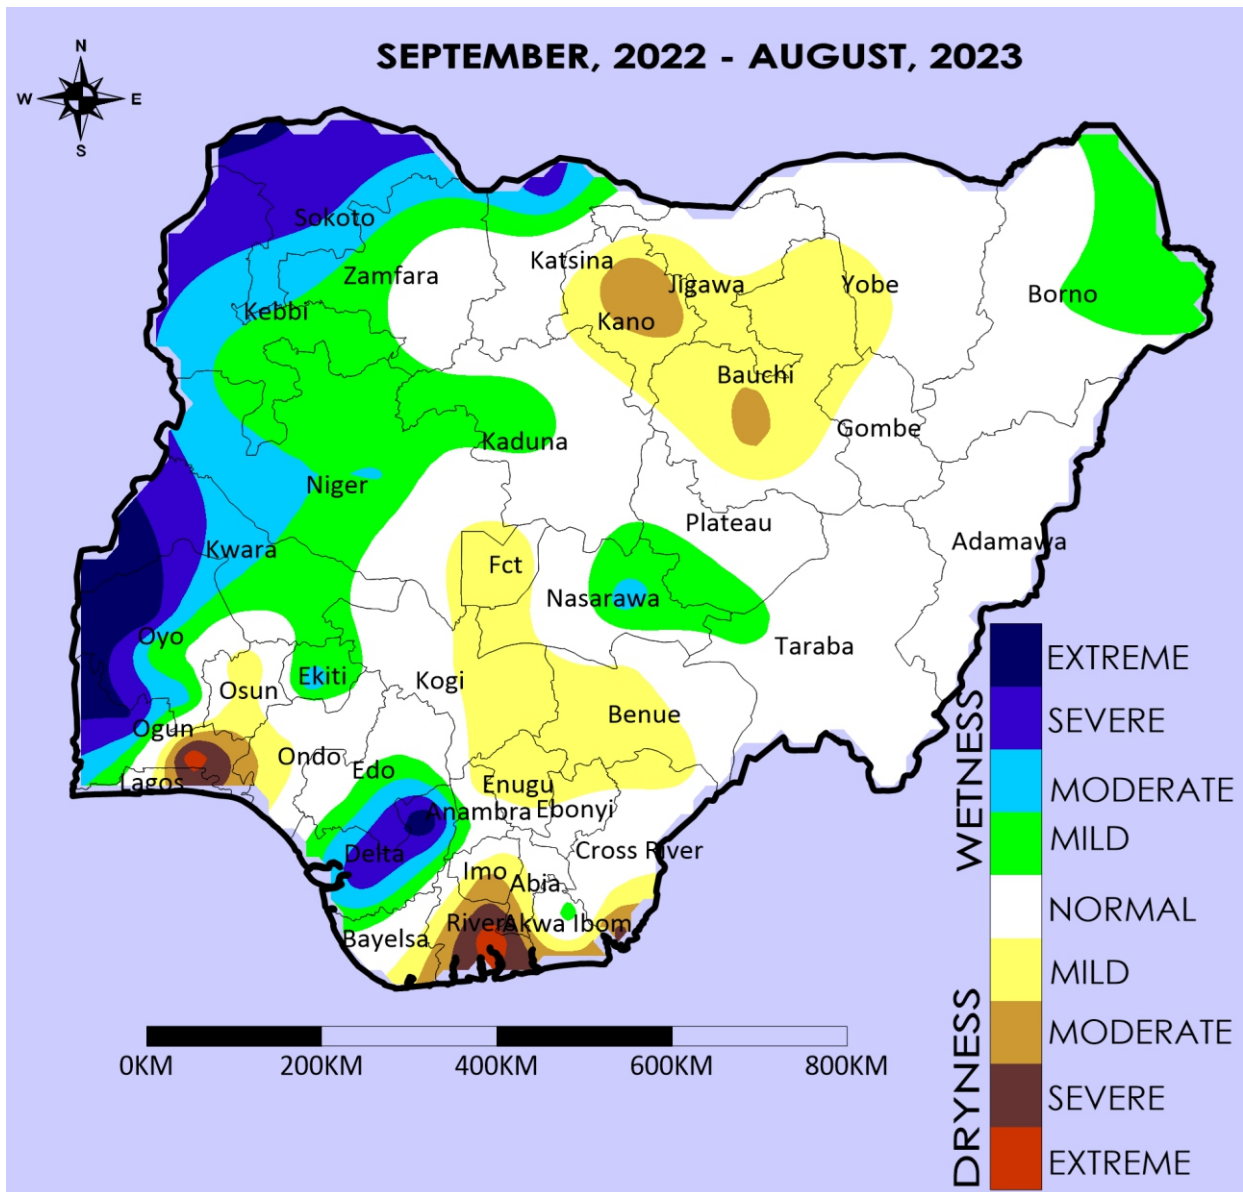 SEPTEMBER, 2022 - AUGUST, 2023
N
W E
S
Sokoto
Katsina
Zamfara
Jigawa
Yobe
Borno
Kebbi
Kano
Bauchi
Gombe
Kaduna
Niger
Plateau
Kwara
Adamawa
Fct
Nasarawa
Oyo
Taraba
Ekiti
Kogi
Osun
Benue
Ogun
Ondo
Edo
Lagos
Enugu
Anambra
Ebonyi
Delta
Cross River
Imo
Abia
Rivers
Akwa Ibom
Bayelsa
WETNESS
EXTREME
SEVERE
MODERATE
MILD
NORMAL
DRYNESS
MILD
MODERATE
SEVERE
EXTREME
0KM 200KM 400KM 600KM 800KM